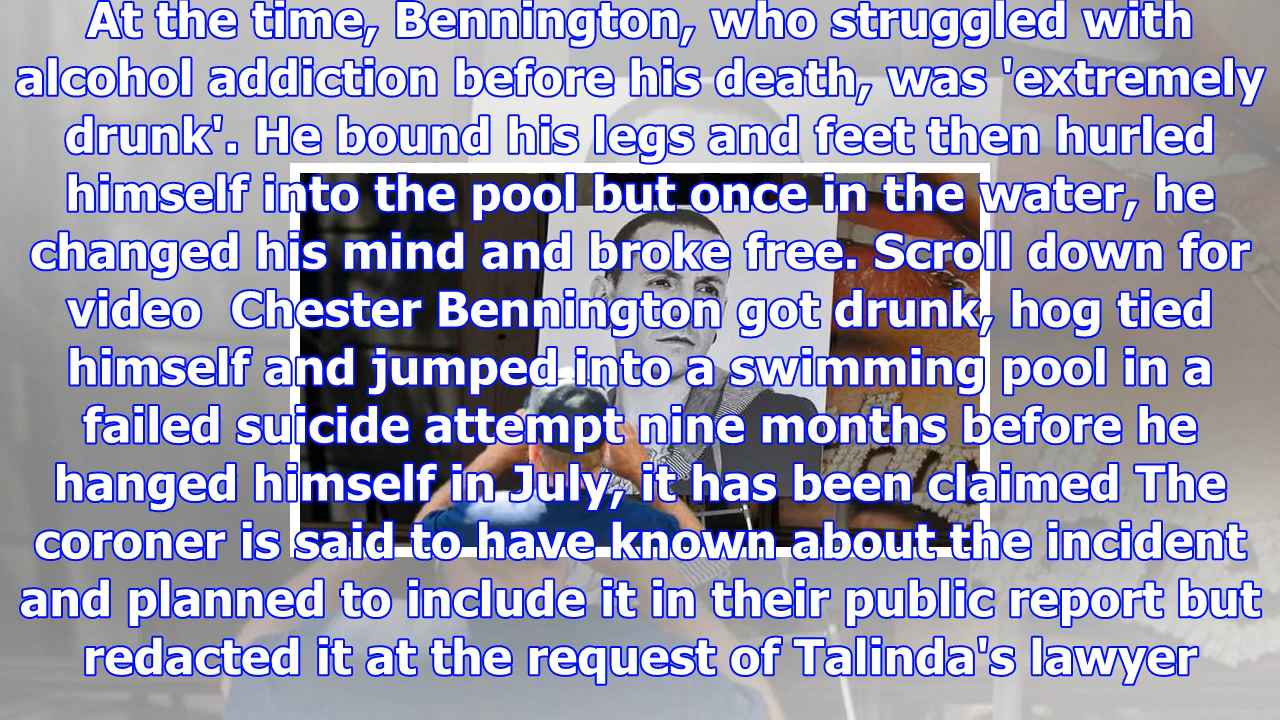 At the time, Bennington, who struggled with
alcohol addiction before his death, was 'extremely
drunk'. He bound his legs and feet then hurled
himself into the pool but once in the water, he
changed his mind and broke free. Scroll down for
video  Chester Bennington got drunk, hog tied
himself and jumped into a swimming pool in a
failed suicide attempt nine months before he
hanged himself in July, it has been claimed The
coroner is said to have known about the incident
and planned to include it in their public report but
redacted it at the request of Talinda's lawyer